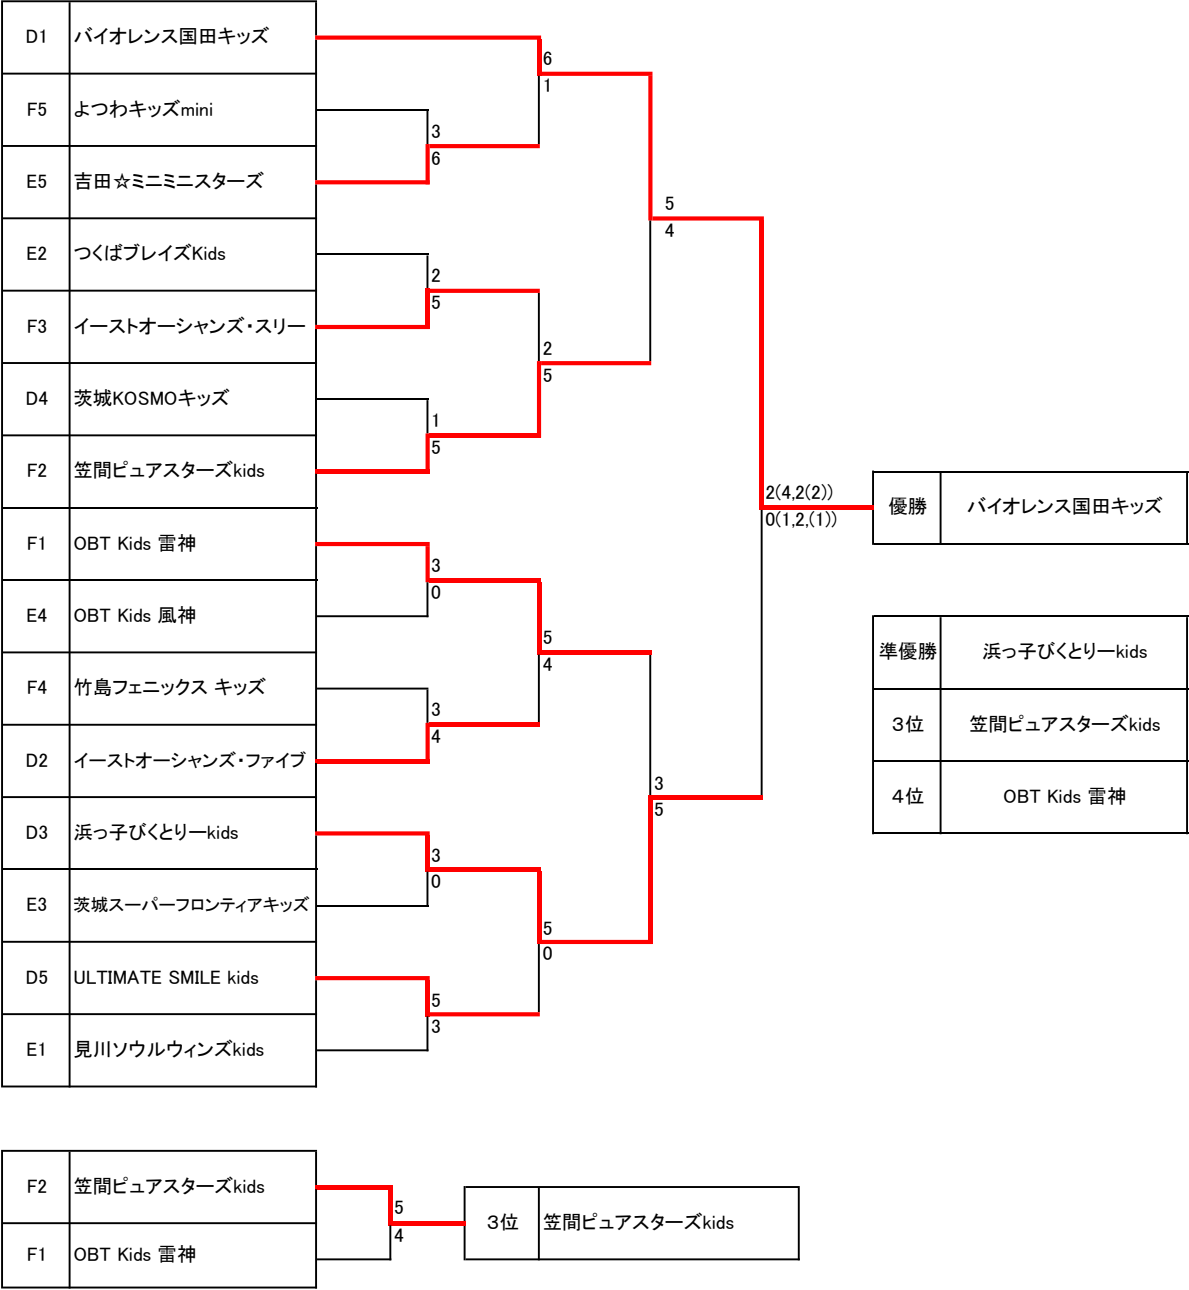 D1 バイオレンス国田キッズ
6
1
F5 よつわキッズmini
3
6
E5 吉田☆ミニミニスターズ
5
4
E2 つくばブレイズKids
2
5
F3 イーストオーシャンズ・スリー
2
5
D4 茨城KOSMOキッズ
1
5
F2 笠間ピュアスターズkids
2(4,2(2))
0(1,2,(1))
優勝 バイオレンス国田キッズ
F1 OBT Kids 雷神
3
0
E4 OBT Kids 風神
5
4
準優勝 浜っ子びくとりーkids
F4 竹島フェニックス キッズ
3
4
3位 笠間ピュアスターズkids
D2 イーストオーシャンズ・ファイブ
3
5
4位 OBT Kids 雷神
D3 浜っ子びくとりーkids
3
0
E3 茨城スーパーフロンティアキッズ
5
0
D5 ULTIMATE SMILE kids
5
3
E1 見川ソウルウィンズkids
F2 笠間ピュアスターズkids
5
4
3位 笠間ピュアスターズkids
F1 OBT Kids 雷神